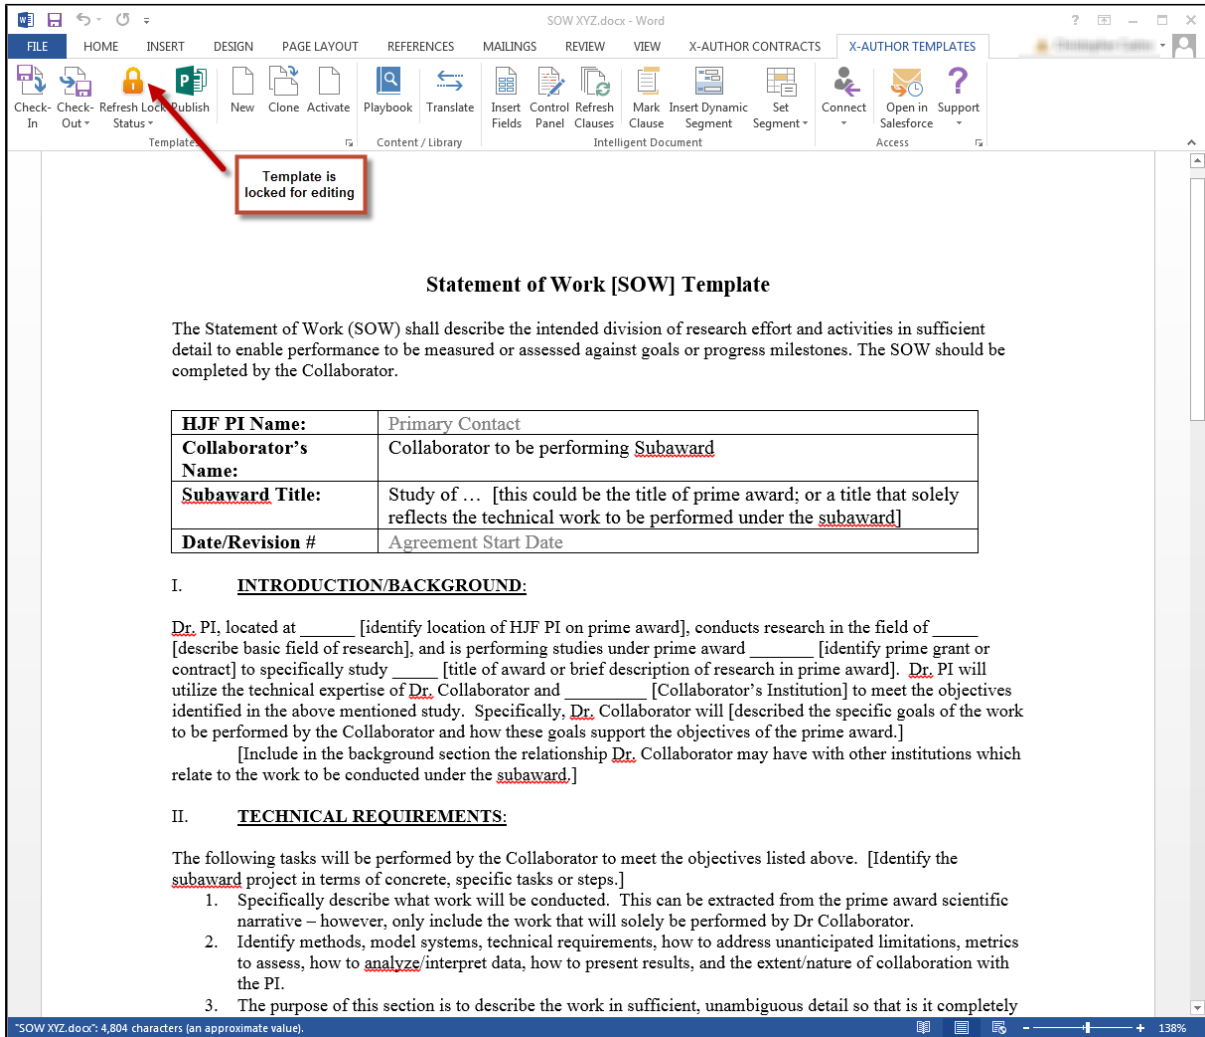 SOW XYZ.docx - Word
FILE HOME INSERT DESIGN PAGE LAYOUT REFERENCES MAILINGS REVIEW VIEW X-AUTHOR CONTRACTS X-AUTHOR TEMPLATES
Check-In Check-Out Refresh Lock Status Publish New Clone Activate Playbook Translate Insert Fields Control Panel Refresh Clauses Mark Clause Insert Dynamic Segment Set Segment Connect Open in Salesforce Support
Template Content / Library Intelligent Document Access
Template is
locked for editing
Statement of Work [SOW] Template
The Statement of Work (SOW) shall describe the intended division of research effort and activities in sufficient
detail to enable performance to be measured or assessed against goals or progress milestones. The SOW should be
completed by the Collaborator.
HJF PI Name: Primary Contact
Collaborator's Name: Collaborator to be performing Subaward
Subaward Title: Study of … [this could be the title of prime award; or a title that solely
reflects the technical work to be performed under the subaward]
Date/Revision # Agreement Start Date
I. INTRODUCTION/BACKGROUND:
Dr. PI, located at ______ [identify location of HJF PI on prime award], conducts research in the field of _____
[describe basic field of research], and is performing studies under prime award _______ [identify prime grant or
contract] to specifically study _____ [title of award or brief description of research in prime award]. Dr. PI will
utilize the technical expertise of Dr. Collaborator and _________ [Collaborator's Institution] to meet the objectives
identified in the above mentioned study. Specifically, Dr. Collaborator will [described the specific goals of the work
to be performed by the Collaborator and how these goals support the objectives of the prime award.]
[Include in the background section the relationship Dr. Collaborator may have with other institutions which
relate to the work to be conducted under the subaward.]
II. TECHNICAL REQUIREMENTS:
The following tasks will be performed by the Collaborator to meet the objectives listed above. [Identify the
subaward project in terms of concrete, specific tasks or steps.]
1. Specifically describe what work will be conducted. This can be extracted from the prime award scientific
narrative – however, only include the work that will solely be performed by Dr Collaborator.
2. Identify methods, model systems, technical requirements, how to address unanticipated limitations, metrics
to assess, how to analyze/interpret data, how to present results, and the extent/nature of collaboration with
the PI.
3. The purpose of this section is to describe the work in sufficient, unambiguous detail so that is it completely
"SOW XYZ.docx": 4,804 characters (an approximate value). 138%